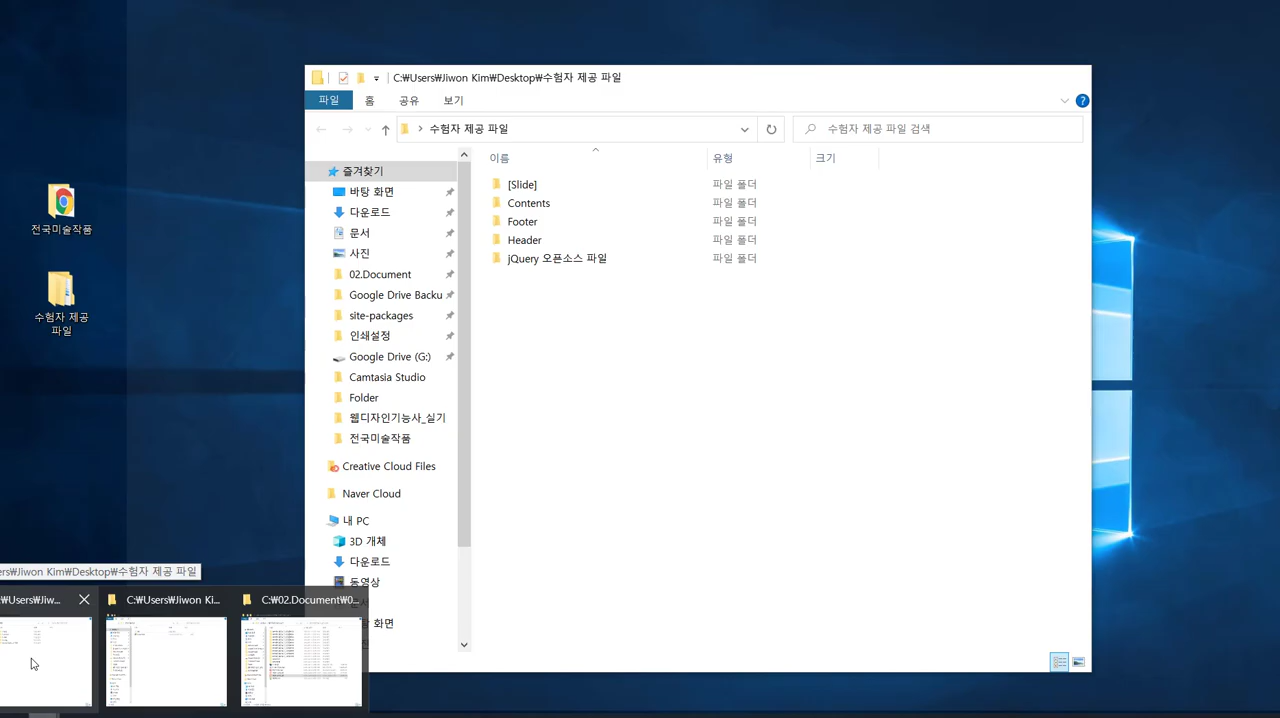 C:₩Users₩Jiwon Kim₩Desktop₩수험자 제공 파일
파일 홈 공유 보기
수험자 제공 파일
수험자 제공 파일 검색
이름 유형 크기
[Slide] 파일 폴더
Contents 파일 폴더
Footer 파일 폴더
Header 파일 폴더
jQuery 오픈소스 파일 파일 폴더
즐겨찾기
바탕 화면
다운로드
문서
사진
02.Document
Google Drive Backu
site-packages
인쇄설정
Google Drive (G:)
Camtasia Studio
Folder
웹디자인기능사_실기
전국미술작품
Creative Cloud Files
Naver Cloud
내 PC
3D 개체
다운로드
동영상
화면
전국미술작품
수험자 제공
파일
ers₩Jiwon Kim₩Desktop₩수험자 제공 파일
₩Users₩Jiw...
C:₩Users₩Jiwon Ki...
C:₩02.Document₩0...